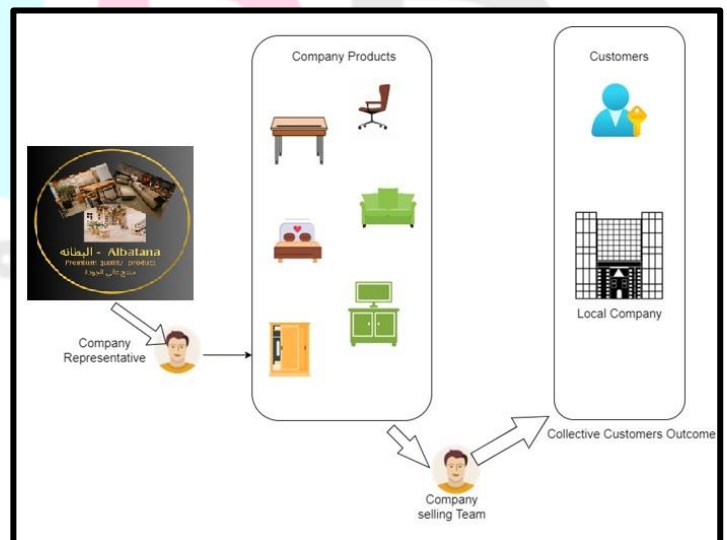 Company Products
Customers
البطانه - Albatana
Premium quality product
منتج عالي الجودة
Local Company
Company
Representative
Collective Customers Outcome
Company
selling Team